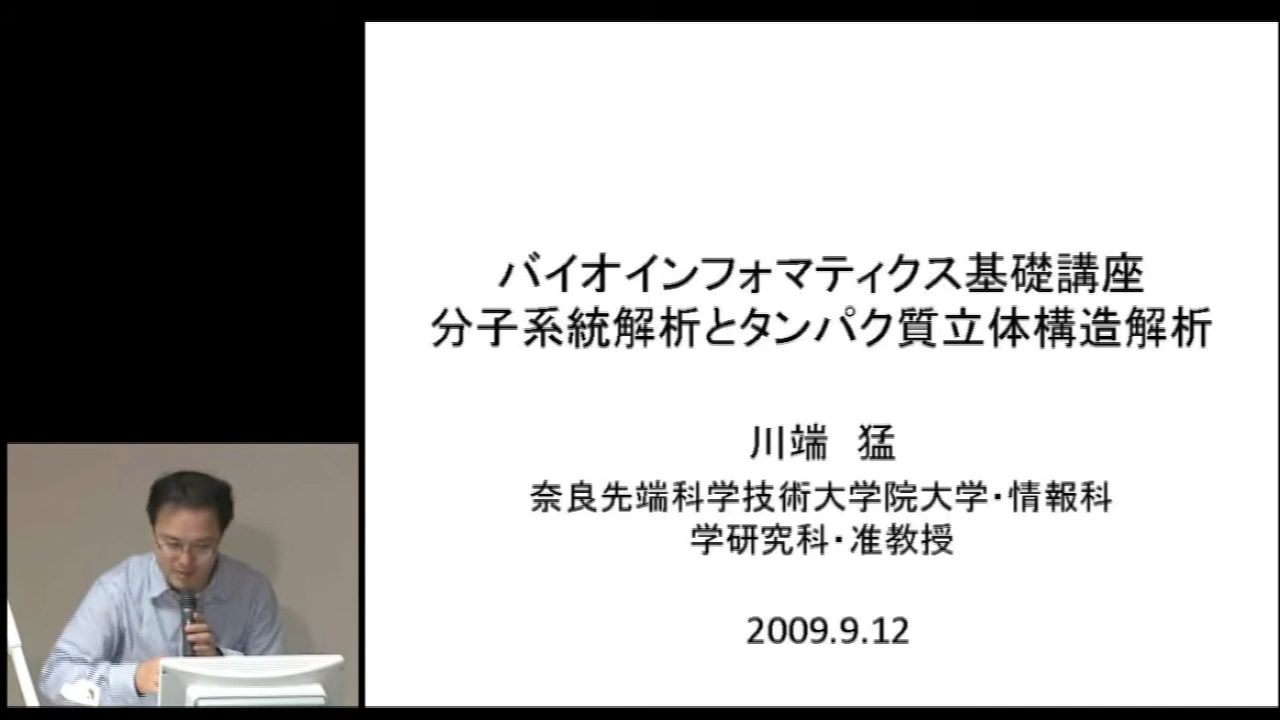 バイオインフォマティクス基礎講座
分子系統解析とタンパク質立体構造解析
川端　猛
奈良先端科学技術大学院大学・情報科
学研究科・准教授
2009.9.12